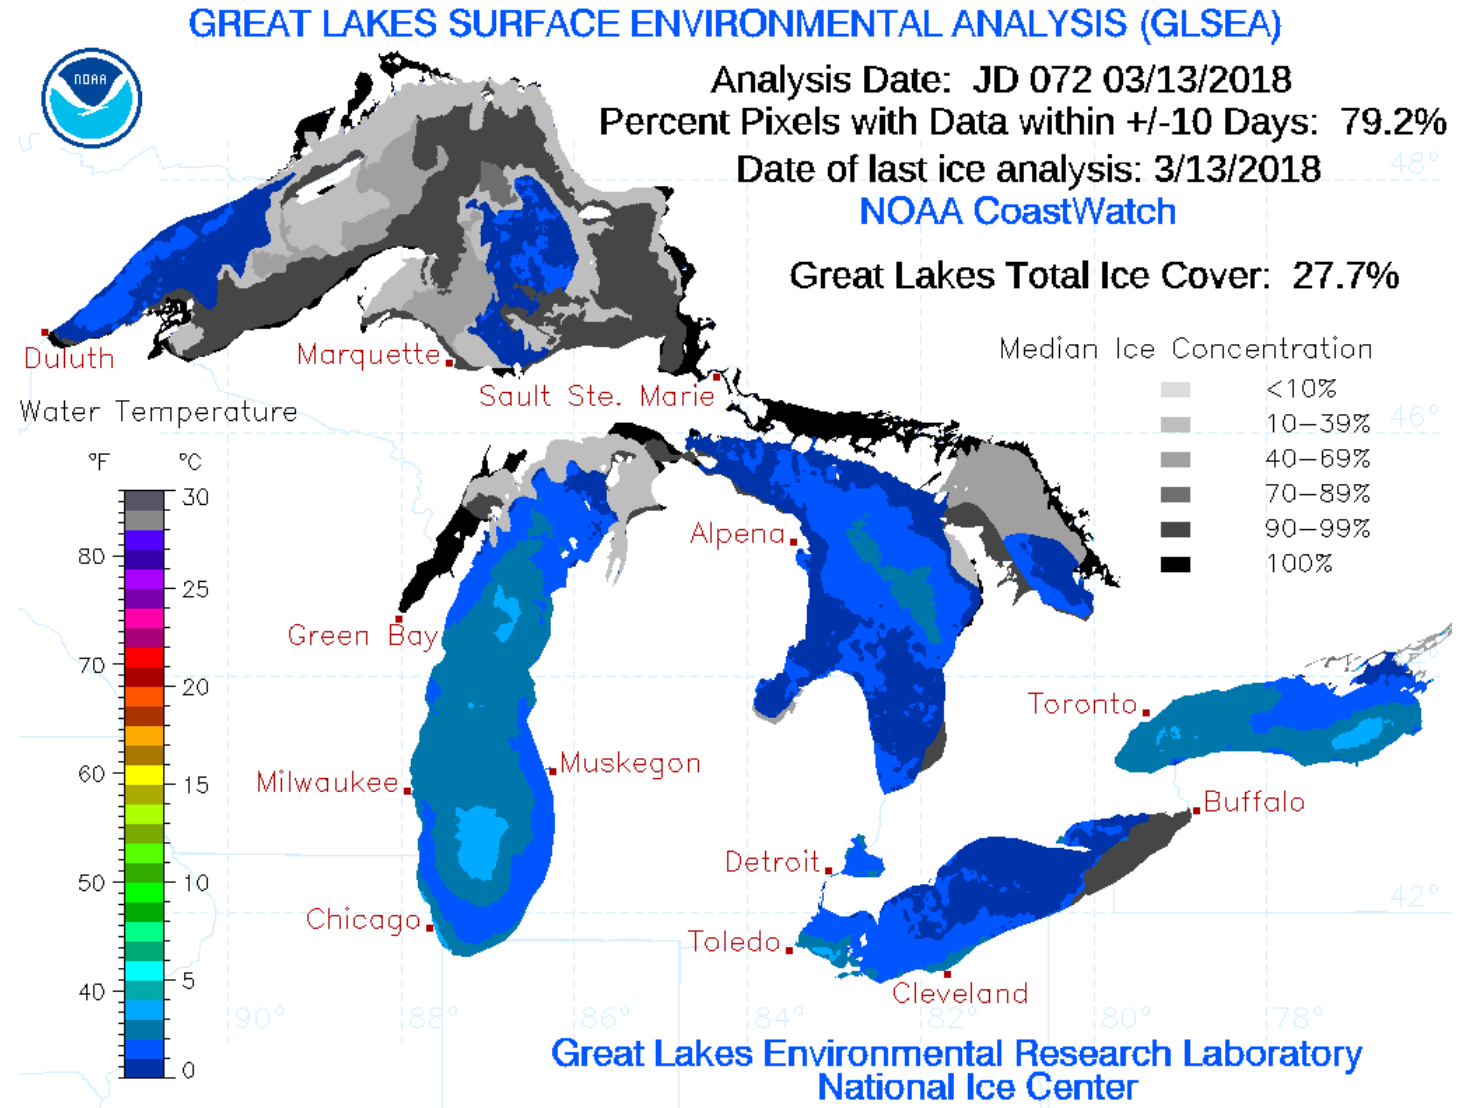 GREAT LAKES SURFACE ENVIRONMENTAL ANALYSIS (GLSEA)
NOAA
Analysis Date: JD 072 03/13/2018
Percent Pixels with Data within +/-10 Days: 79.2%
Date of last ice analysis: 3/13/2018
NOAA CoastWatch
Great Lakes Total Ice Cover: 27.7%
Median Ice Concentration
<10%
10–39%
40–69%
70–89%
90–99%
100%
48°
46°
42°
Duluth
Marquette
Sault Ste. Marie
Water Temperature
°F
°C
30
80
25
70
20
60
15
50
10
40
5
0
Alpena
Green Bay
Toronto
Milwaukee
Muskegon
Buffalo
Detroit
Chicago
Toledo
Cleveland
90°
88°
86°
84°
82°
80°
78°
Great Lakes Environmental Research Laboratory
National Ice Center